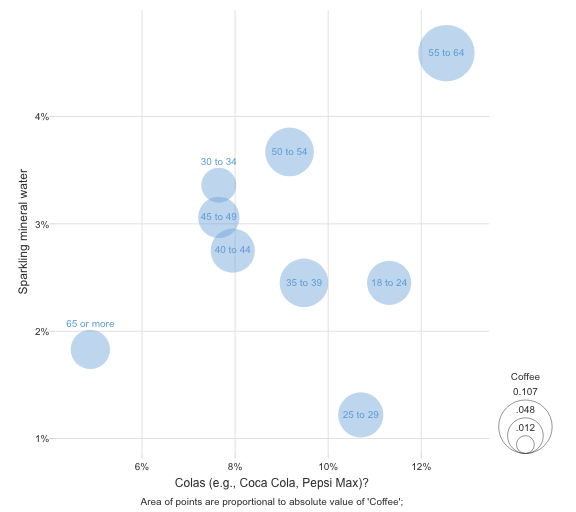 55 to 64
4%
50 to 54
30 to 34
45 to 49
3%
40 to 44
35 to 39
18 to 24
65 or more
2%
25 to 29
1%
Sparkling mineral water
6%
8%
10%
12%
Colas (e.g., Coca Cola, Pepsi Max)?
Area of points are proportional to absolute value of 'Coffee';
Coffee
0.107
.048
.012